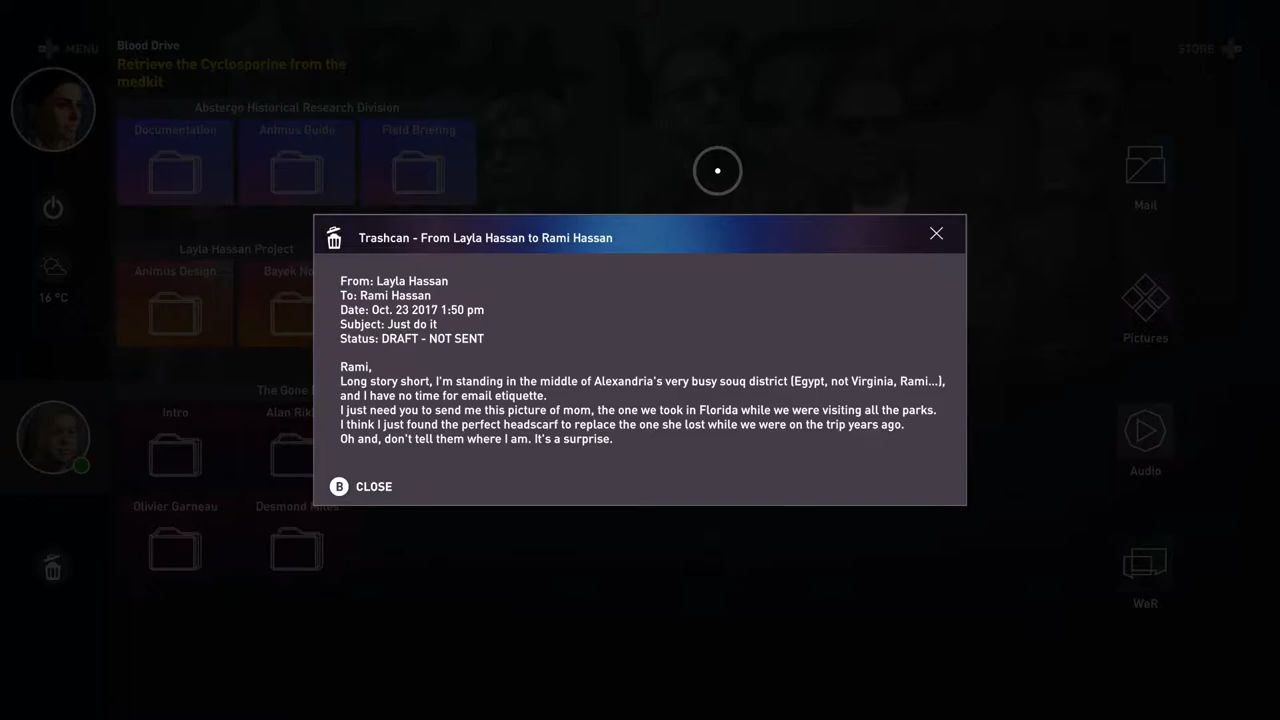 MENU
Blood Drive
STORE
Retrieve the Cyclosporine from the
medkit
Abstergo Historical Research Division
Documentation
Animus Guide
Field Briefing
Mail
Trashcan - From Layla Hassan to Rami Hassan
Layla Hassan Project
Animus Design
Bayek No
16 °C
From: Layla Hassan
To: Rami Hassan
Date: Oct. 23 2017 1:50 pm
Subject: Just do it
Status: DRAFT - NOT SENT
Pictures
Rami,
Long story short, I'm standing in the middle of Alexandria's very busy souq district (Egypt, not Virginia, Rami...),
and I have no time for email etiquette.
I just need you to send me this picture of mom, the one we took in Florida while we were visiting all the parks.
I think I just found the perfect headscarf to replace the one she lost while we were on the trip years ago.
Oh and, don't tell them where I am. It's a surprise.
The Gone
Intro
Alan Rik
Audio
B CLOSE
Olivier Garneau
Desmond Miles
WeR